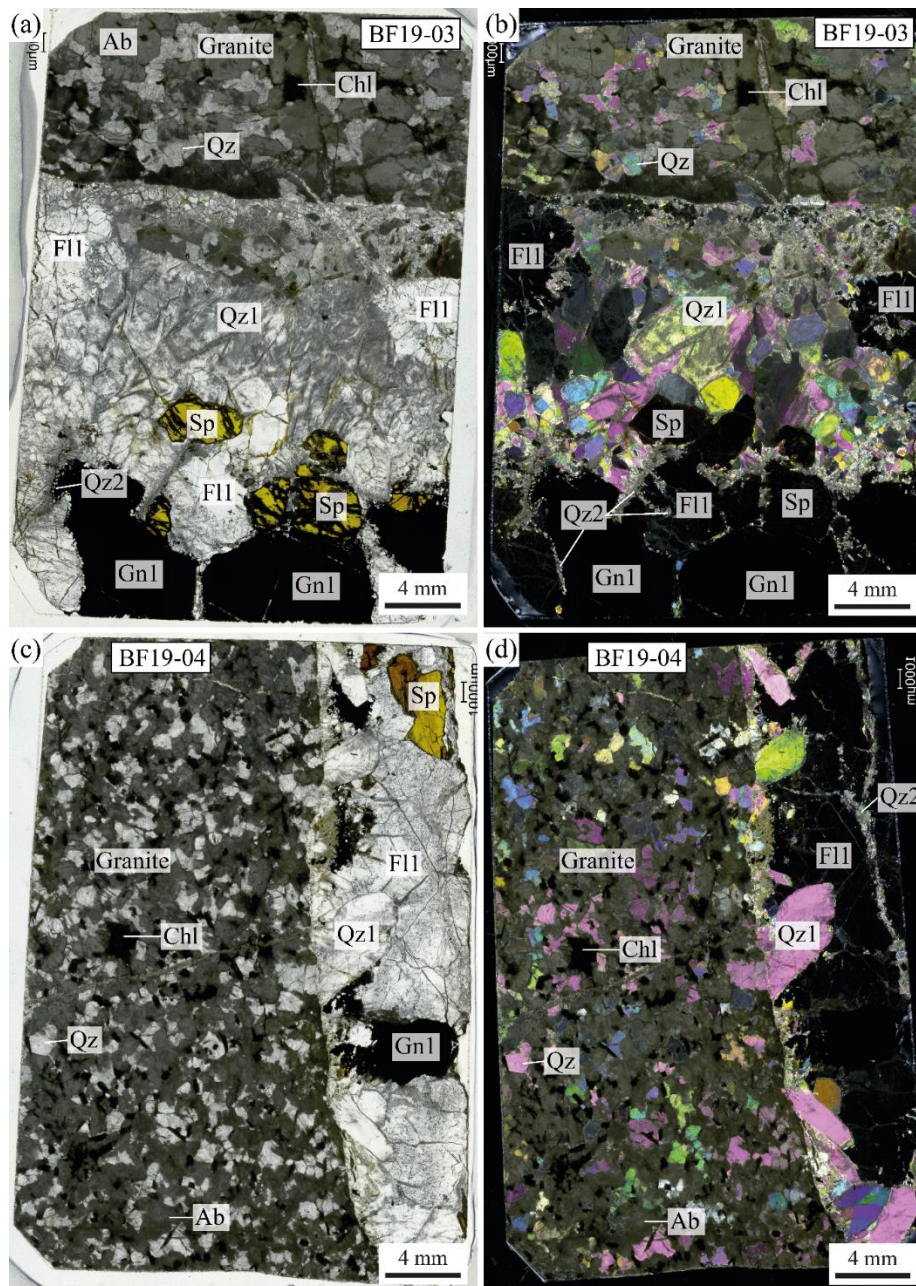 (a)
BF19-03
Ab
Granite
Chl
Qz
Fl1
Fl1
Qz1
Sp
Qz2
Fl1
Sp
Gn1
Gn1
4 mm
(b)
BF19-03
Granite
Chl
Qz
Fl1
Fl1
Qz1
Sp
Qz2
Fl1
Sp
Gn1
Gn1
4 mm
(c)
BF19-04
Sp
1000µm
Granite
Fl1
Chl
Qz1
Qz
Gn1
Ab
4 mm
(d)
BF19-04
1000µm
Qz2
Granite
Fl1
Chl
Qz1
Qz
Ab
4 mm